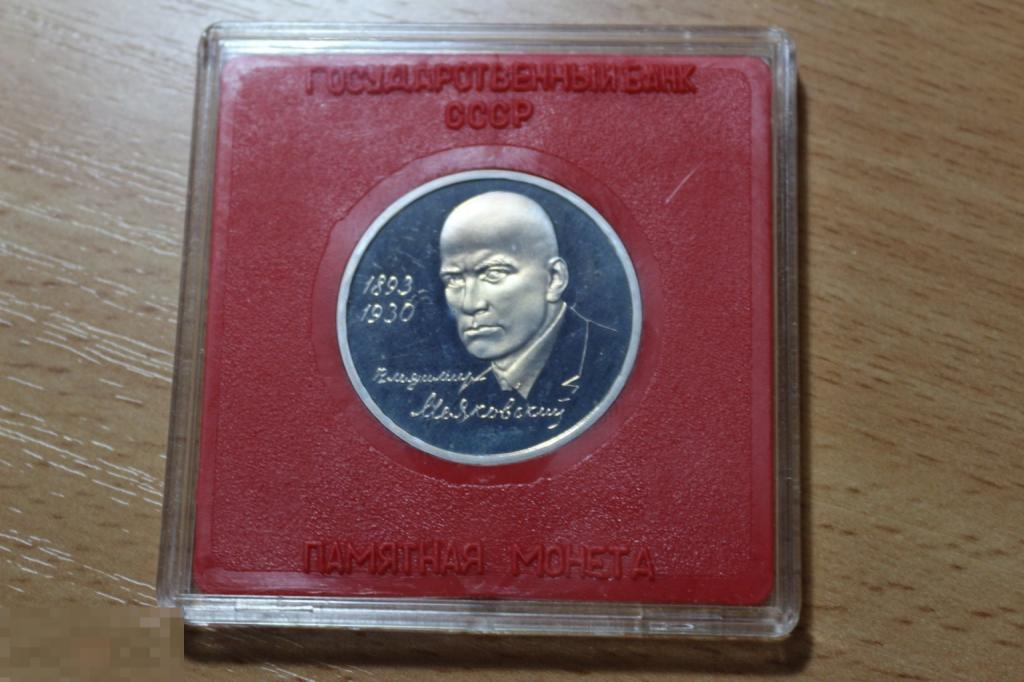 ГОСУДАРСТВЕННЫЙ БАНК
СССР
1893
1930
Владимир
Маяковский
ПАМЯТНАЯ МОНЕТА